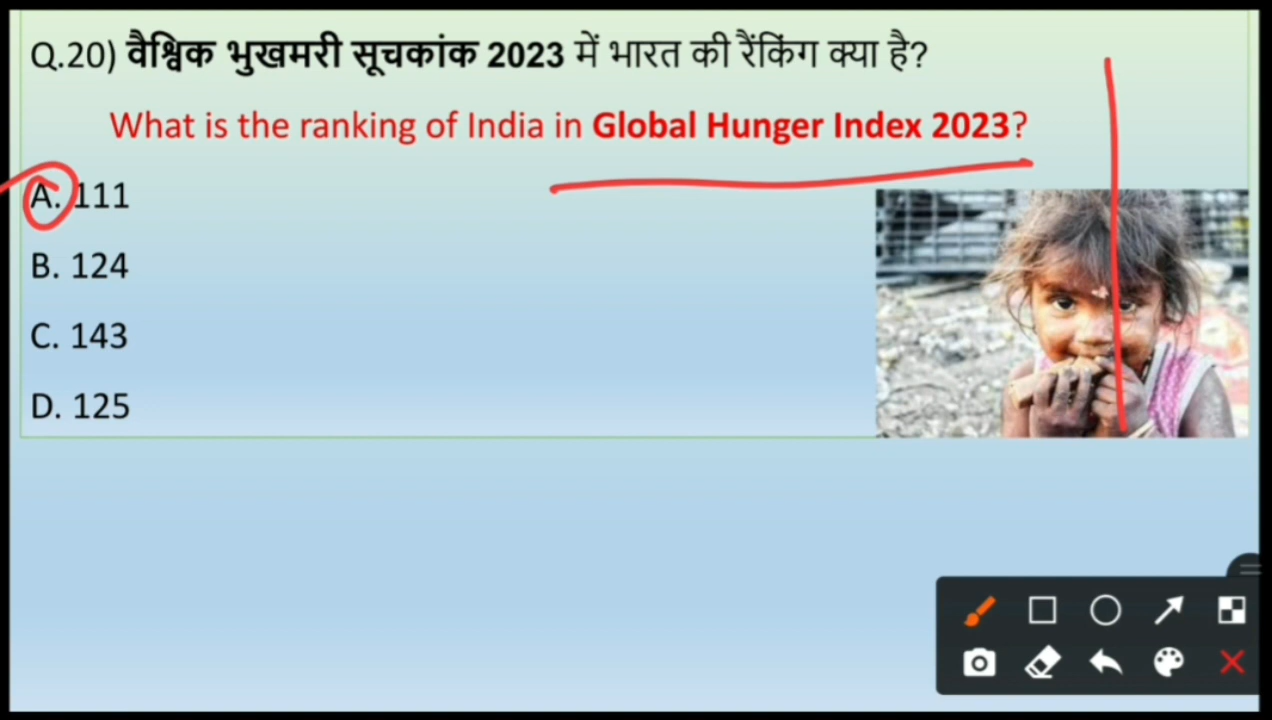 Q.20) वैश्विक भुखमरी सूचकांक 2023 में भारत की रैंकिंग क्या है?
What is the ranking of India in Global Hunger Index 2023?
A. 111
B. 124
C. 143
D. 125